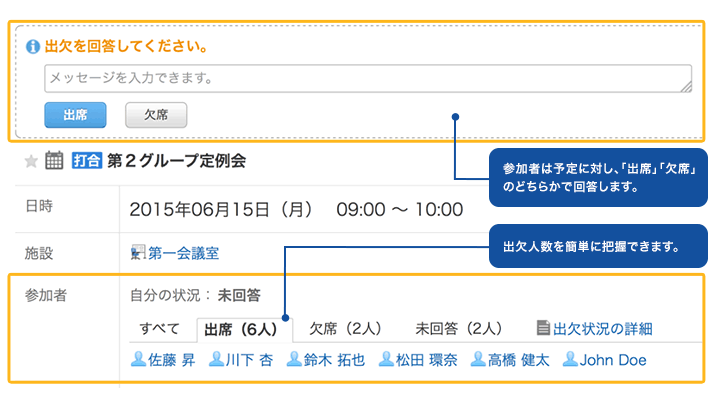 出欠を回答してください。
メッセージを入力できます。
出席 欠席
打合 第2グループ定例会
参加者は予定に対し、「出席」「欠席」
のどちらかで回答します。
日時 2015年06月15日（月） 09:00 〜 10:00
出欠人数を簡単に把握できます。
施設 第一会議室
参加者 自分の状況： 未回答
すべて 出席（6人） 欠席（2人） 未回答（2人） 出欠状況の詳細
佐藤 昇 川下 杏 鈴木 拓也 松田 環奈 高橋 健太 John Doe